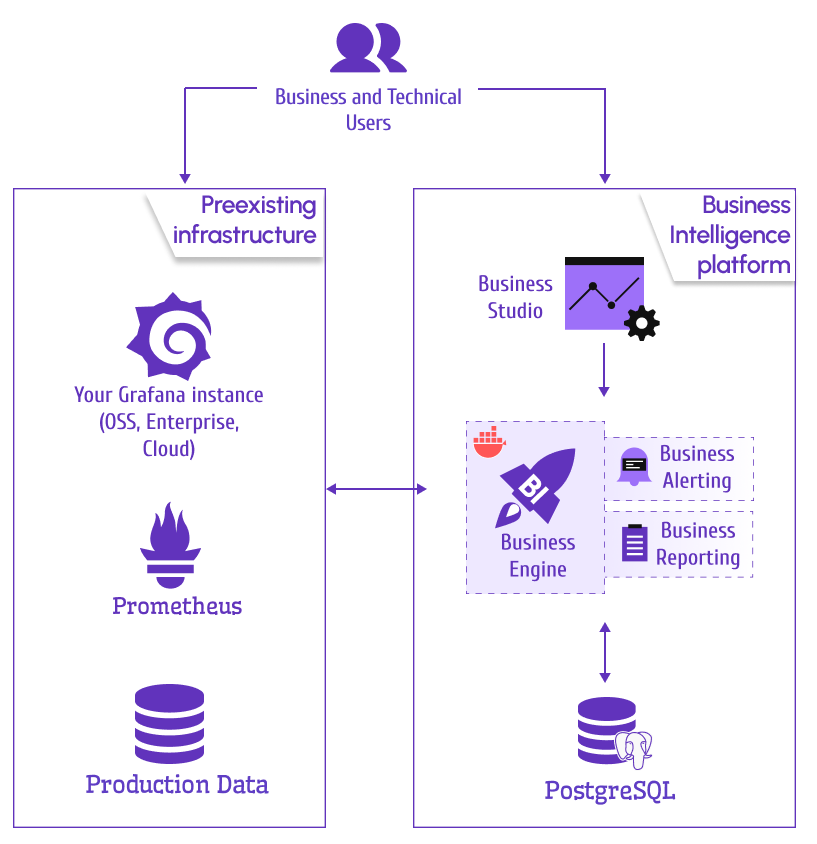 Business and Technical
Users
Preexisting
infrastructure
Your Grafana instance
(OSS, Enterprise,
Cloud)
Prometheus
Production Data
Business
Intelligence
platform
Business
Studio
BI
Business
Engine
Business
Alerting
Business
Reporting
PostgreSQL